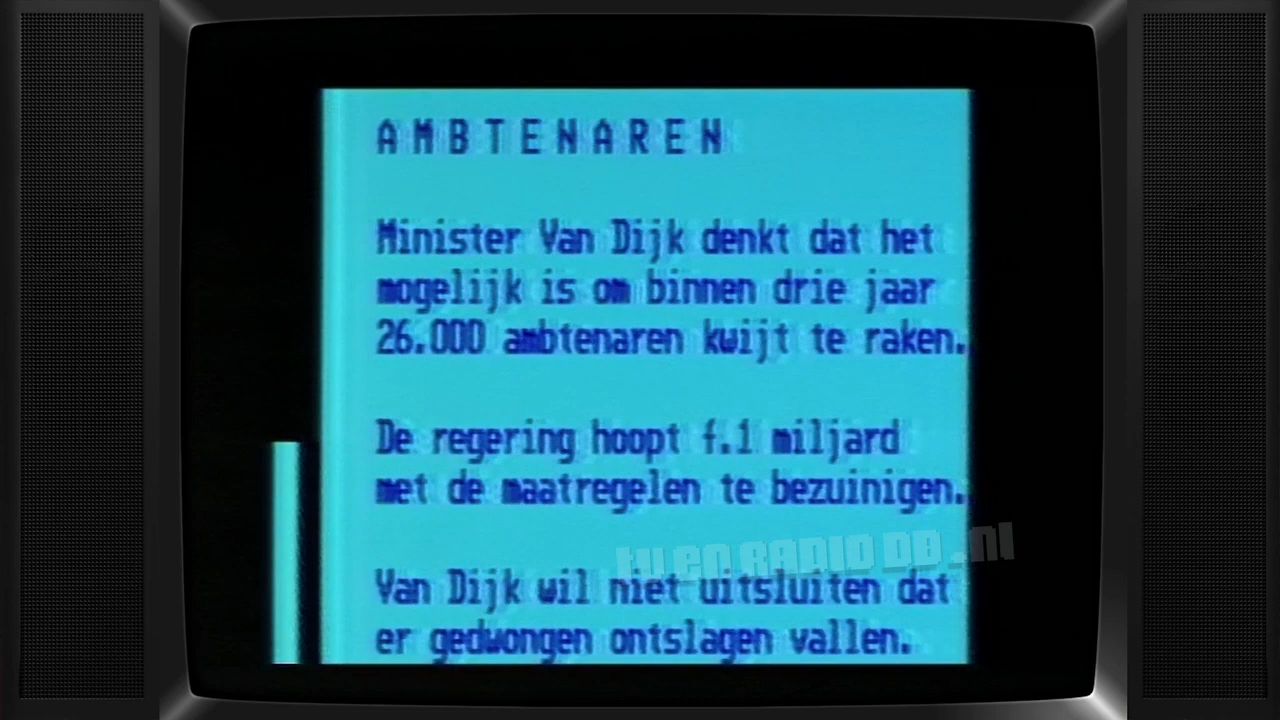 AMBTENAREN
Minister Van Dijk denkt dat het
mogelijk is om binnen drie jaar
26.000 ambtenaren kwijt te raken.
De regering hoopt f.1 miljard
met de maatregelen te bezuinigen.
tv en RADIO DB.nl
Van Dijk wil niet uitsluiten dat
er gedwongen ontslagen vallen.